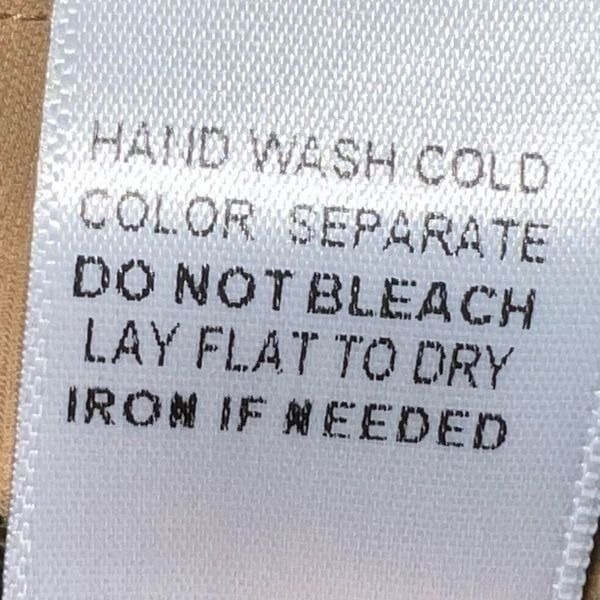 HAND WASH COLD
COLOR SEPARATE
DO NOT BLEACH
LAY FLAT TO DRY
IRON IF NEEDED